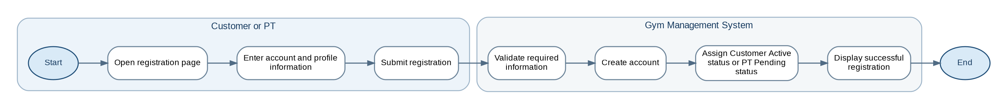 Customer or PT
Start
Open registration page
Enter account and profile
information
Submit registration
Gym Management System
Validate required
information
Create account
Assign Customer Active
status or PT Pending
status
Display successful
registration
End